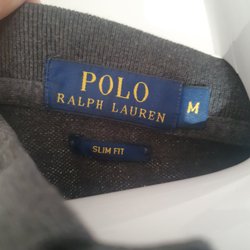 POLO
RALPH LAUREN
M
SLIM FIT